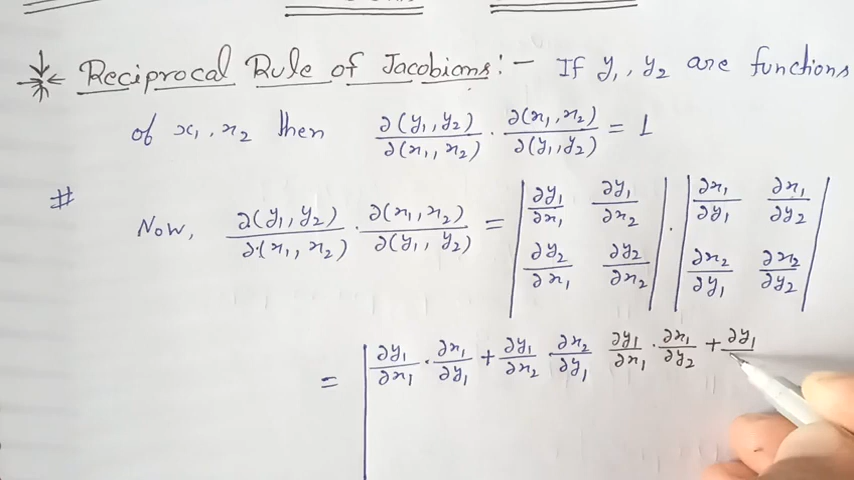 Reciprocal Rule of Jacobians :- If y₁, y₂ are functions
of x₁, x₂ then ∂(y₁, y₂)/∂(x₁, x₂) · ∂(x₁, x₂)/∂(y₁, y₂) = 1
#
Now, ∂(y₁, y₂)/∂(x₁, x₂) · ∂(x₁, x₂)/∂(y₁, y₂) = | ∂y₁/∂x₁ ∂y₁/∂x₂ | · | ∂x₁/∂y₁ ∂x₁/∂y₂ |
| ∂y₂/∂x₁ ∂y₂/∂x₂ | | ∂x₂/∂y₁ ∂x₂/∂y₂ |
= | ∂y₁/∂x₁ · ∂x₁/∂y₁ + ∂y₁/∂x₂ · ∂x₂/∂y₁ ∂y₁/∂x₁ · ∂x₁/∂y₂ + ∂y₁